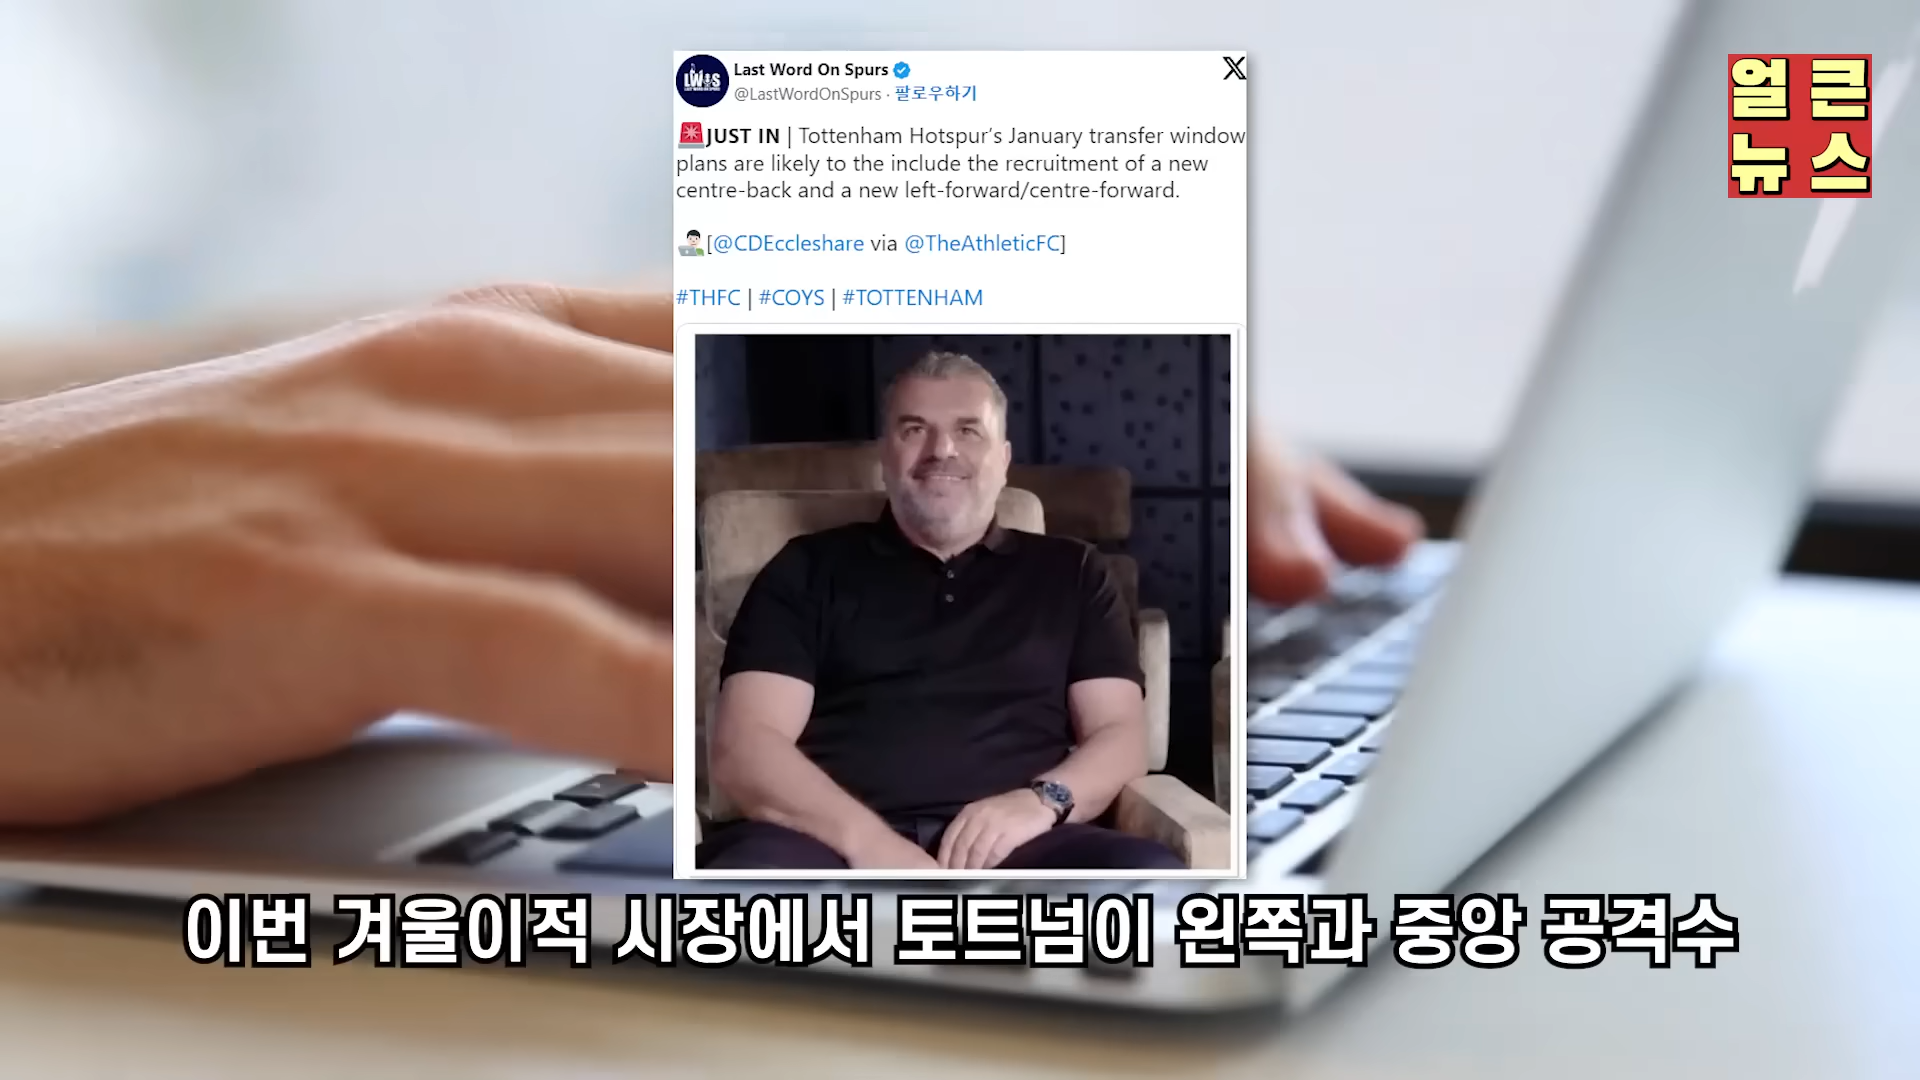 Last Word On Spurs
@LastWordOnSpurs · 팔로우하기
JUST IN | Tottenham Hotspur’s January transfer window
plans are likely to the include the recruitment of a new
centre-back and a new left-forward/centre-forward.
[@CDEccleshare via @TheAthleticFC]
#THFC | #COYS | #TOTTENHAM
얼큰
뉴스
이번 겨울이적 시장에서 토트넘이 왼쪽과 중앙 공격수